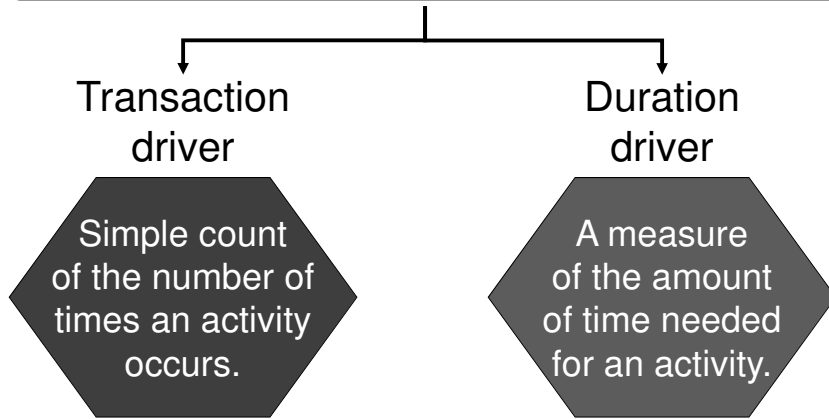 Transaction
driver
Duration
driver
Simple count
of the number of
times an activity
occurs.
A measure
of the amount
of time needed
for an activity.